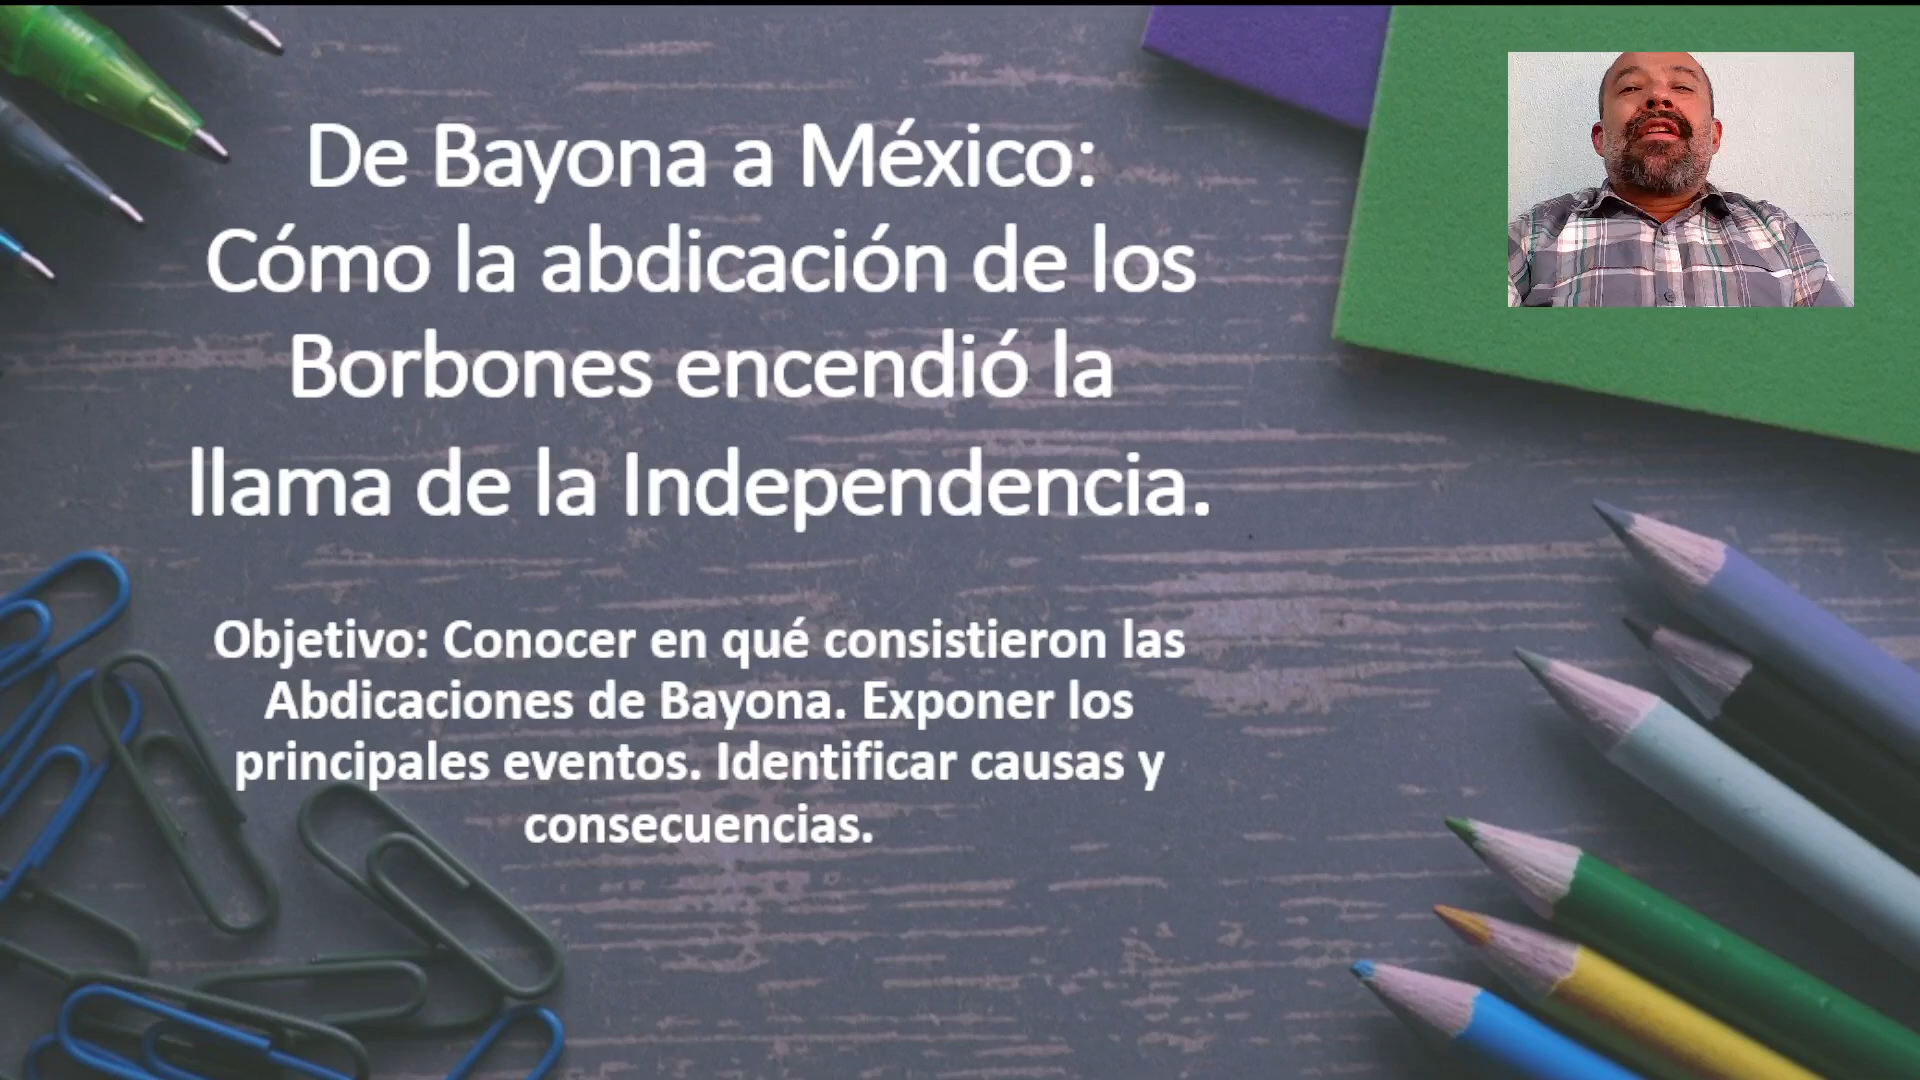 De Bayona a México:
Cómo la abdicación de los
Borbones encendió la
llama de la Independencia.
Objetivo: Conocer en qué consistieron las
Abdicaciones de Bayona. Exponer los
principales eventos. Identificar causas y
consecuencias.